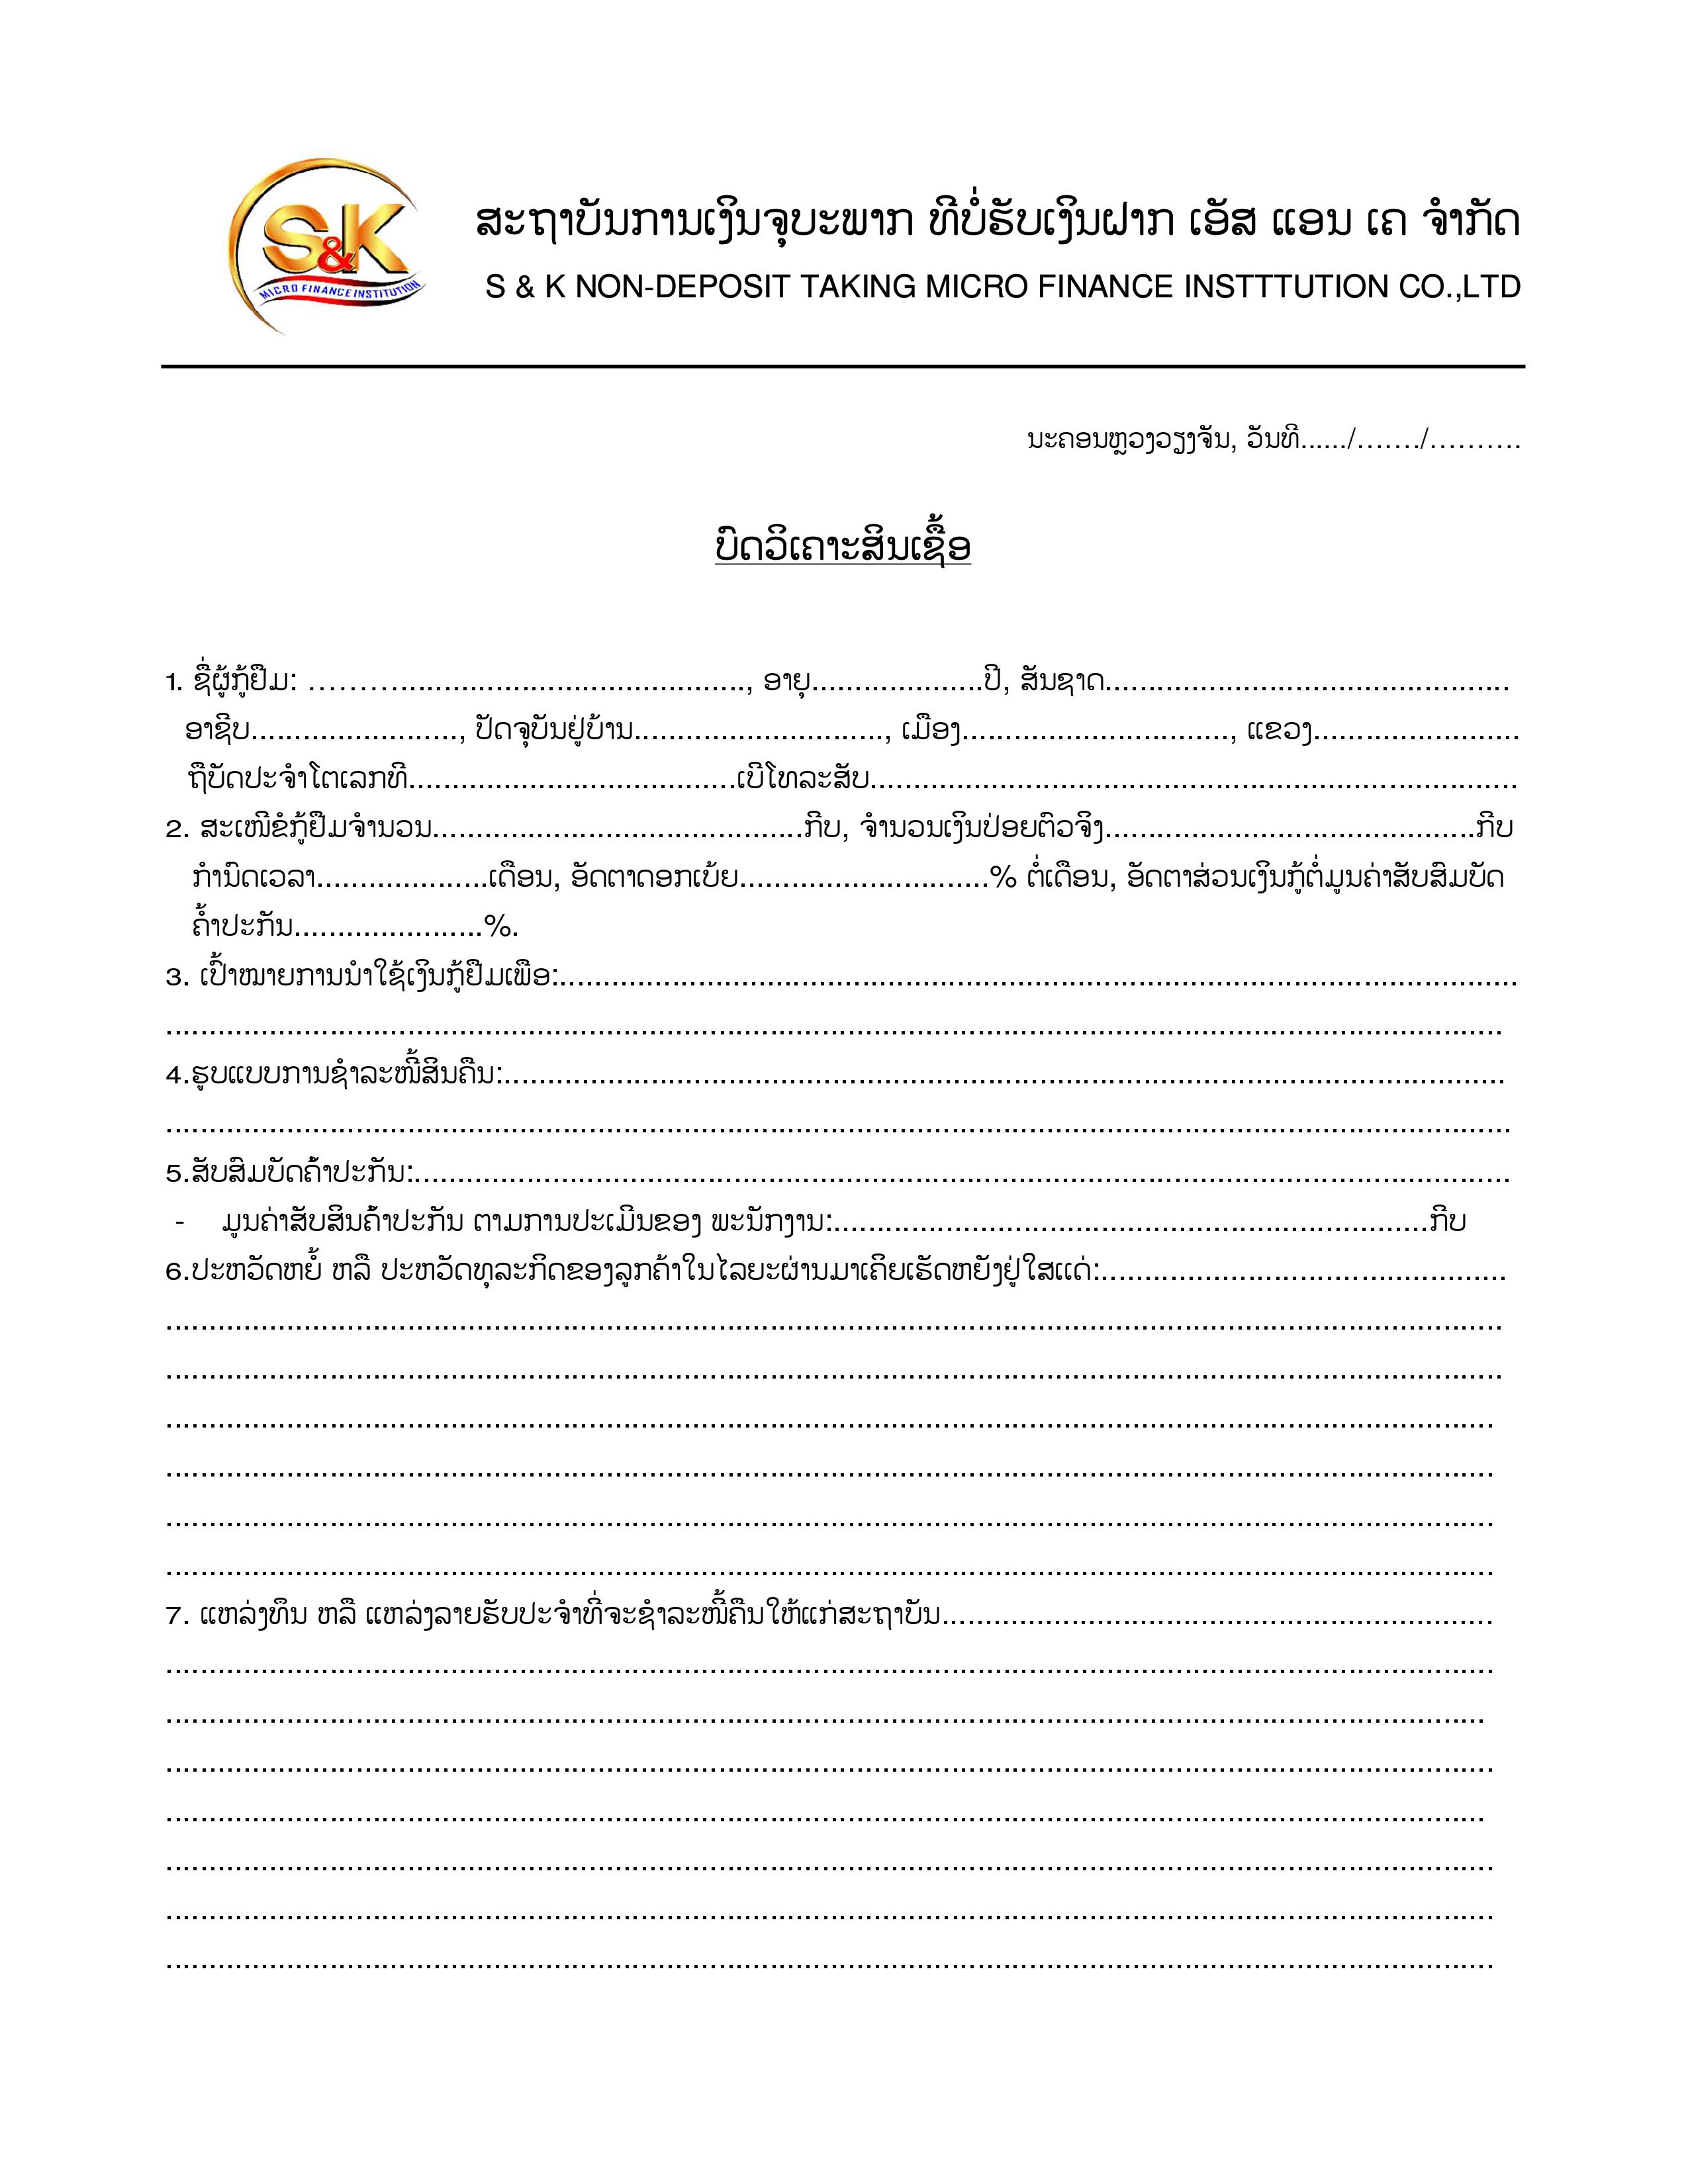 S&K
MICRO FINANCE INSTITUTION
ສະຖາບັນການເງິນຈຸບະພາກ ທີບໍ່ຮັບເງິນຝາກ ເອັສ ແອນ ເຄ ຈຳກັດ
S & K NON-DEPOSIT TAKING MICRO FINANCE INSTTTUTION CO.,LTD
ນະຄອນຫຼວງວຽງຈັນ, ວັນທີ....../……./……….
ບົດວິເຄາະສິນເຊື້ອ
1. ຊື່ຜູ້ກູ້ຢືມ: ………........................................, ອາຍຸ....................ປີ, ສັນຊາດ...............................................
ອາຊີບ........................, ປັດຈຸບັນຢູ່ບ້ານ............................., ເມືອງ..............................., ແຂວງ........................
ຖືບັດປະຈຳໂຕເລກທີ......................................ເບີໂທລະສັບ...........................................................................
2. ສະເໜີຂໍກູ້ຢືມຈຳນວນ...........................................ກີບ, ຈຳນວນເງິນປ່ອຍຕົວຈິງ...........................................ກີບ
ກຳນົດເວລາ....................ເດືອນ, ອັດຕາດອກເບ້ຍ.............................% ຕໍ່ເດືອນ, ອັດຕາສ່ວນເງິນກູ້ຕໍ່ມູນຄ່າສັບສົມບັດ
ຄ້ຳປະກັນ......................%.
3. ເປົ້າໝາຍການນຳໃຊ້ເງິນກູ້ຢືມເພື່ອ:...............................................................................................................
...........................................................................................................................................................
4.ຮູບແບບການຊຳລະໜີ້ສິນຄືນ:....................................................................................................................
............................................................................................................................................................
5.ສັບສົມບັດຄ້ຳປະກັນ:...............................................................................................................................
- ມູນຄ່າສັບສິນຄ້ຳປະກັນ ຕາມການປະເມີນຂອງ ພະນັກງານ:.....................................................................ກີບ
6.ປະຫວັດຫຍໍ້ ຫລື ປະຫວັດທຸລະກິດຂອງລູກຄ້າໃນໄລຍະຜ່ານມາເຄິຍເຮັດຫຍັງຢູ່ໃສແດ່:...............................................
...........................................................................................................................................................
...........................................................................................................................................................
..........................................................................................................................................................
..........................................................................................................................................................
..........................................................................................................................................................
..........................................................................................................................................................
7. ແຫລ່ງທຶນ ຫລື ແຫລ່ງລາຍຮັບປະຈຳທີ່ຈະຊຳລະໜີ້ຄືນໃຫ້ແກ່ສະຖາບັນ................................................................
..........................................................................................................................................................
.........................................................................................................................................................
..........................................................................................................................................................
.........................................................................................................................................................
..........................................................................................................................................................
..........................................................................................................................................................
..........................................................................................................................................................